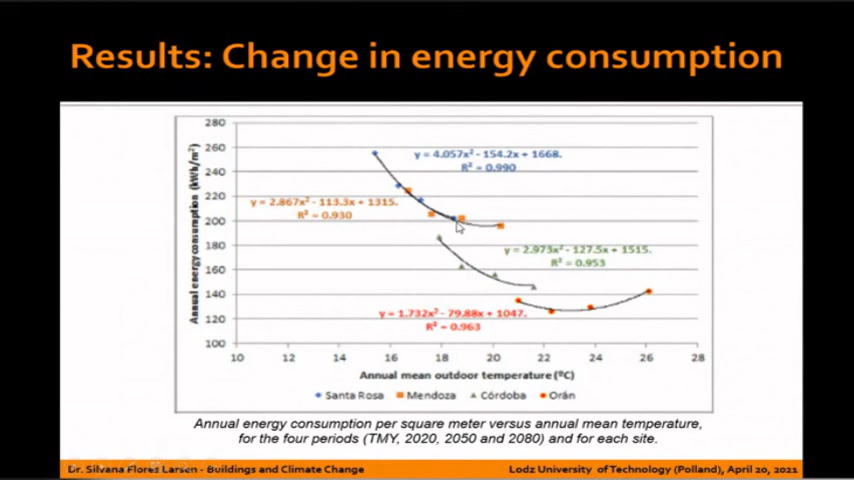 Results: Change in energy consumption
280
260
240
220
200
180
160
140
120
100
Annual energy consumption (kWh/m²)
y = 4.057x² - 154.2x + 1668.
R² = 0.990
y = 2.867x² - 113.3x + 1315.
R² = 0.930
y = 2.973x² - 127.5x + 1515.
R² = 0.953
y = 1.732x² - 79.88x + 1047.
R² = 0.963
10 12 14 16 18 20 22 24 26 28
Annual mean outdoor temperature (ºC)
Santa Rosa Mendoza Córdoba Orán
Annual energy consumption per square meter versus annual mean temperature,
for the four periods (TMY, 2020, 2050 and 2080) and for each site.
Dr. Silvana Flores Larsen - Buildings and Climate Change
Lodz University of Technology (Polland), April 20, 2021